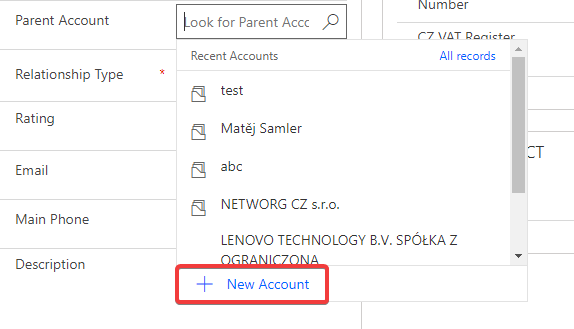 Parent Account
Look for Parent Acc
Number
CZ VAT Register
Recent Accounts All records
Relationship Type *
test
Rating
Matěj Samler
abc
CT
Email
NETWORG CZ s.r.o.
Main Phone
LENOVO TECHNOLOGY B.V. SPÓŁKA Z
OGRANICZONA
Description
+ New Account